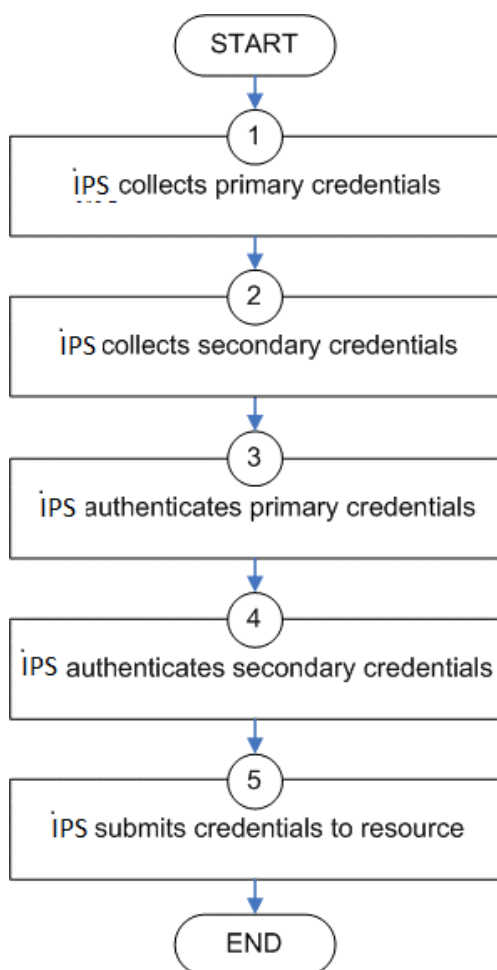 START
1
IPS collects primary credentials
2
IPS collects secondary credentials
3
IPS authenticates primary credentials
4
IPS authenticates secondary credentials
5
IPS submits credentials to resource
END